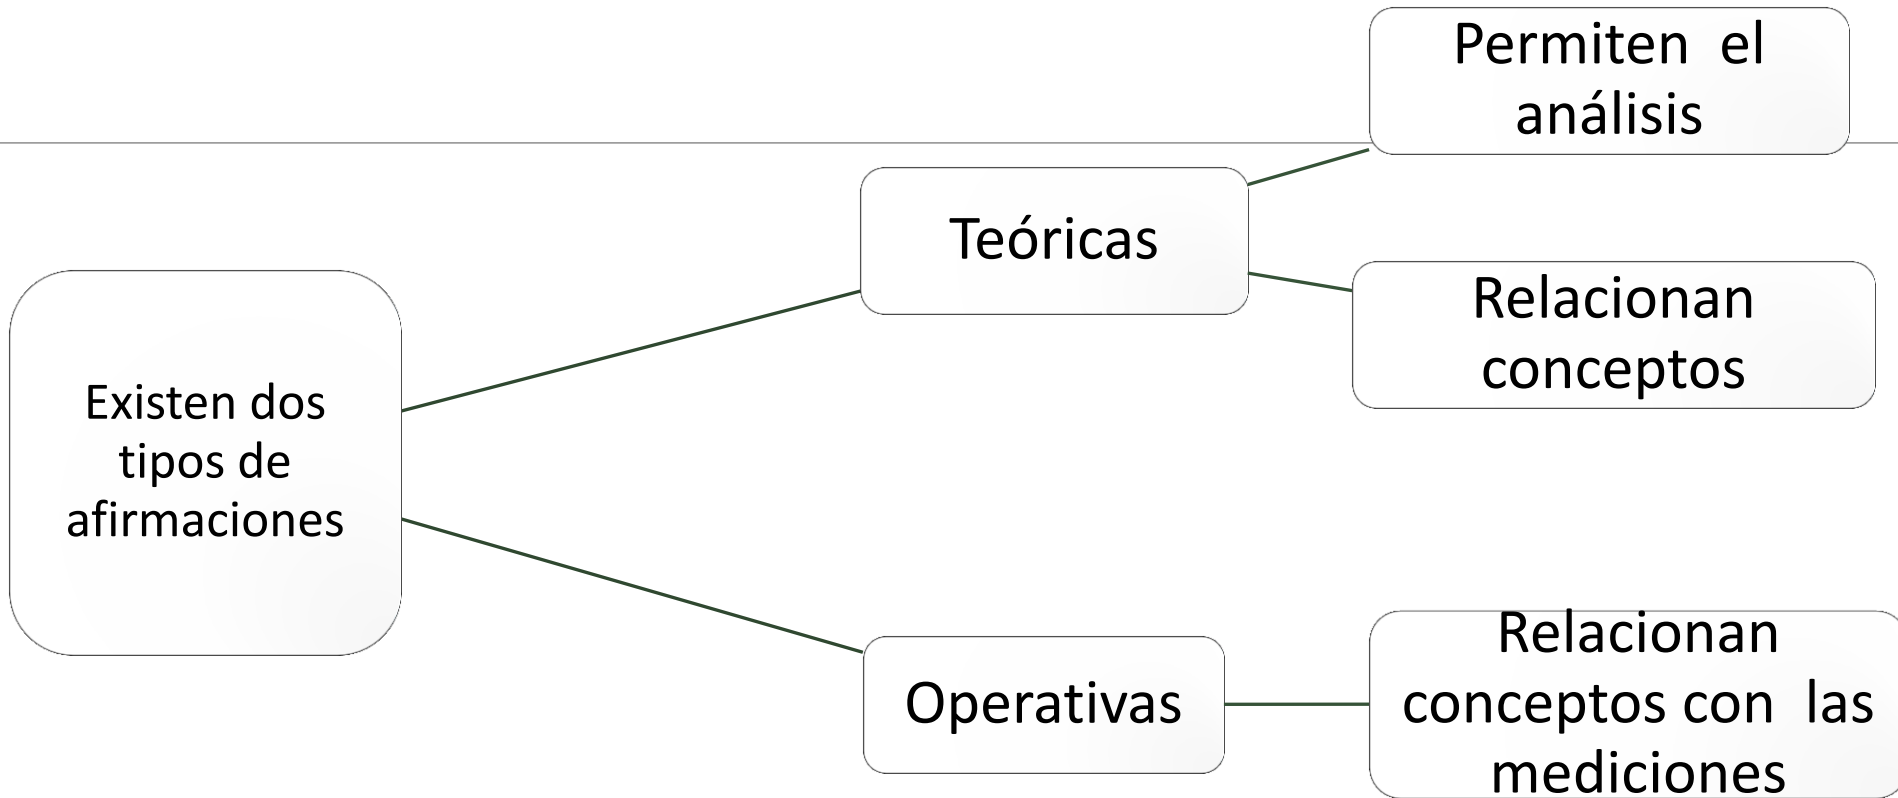 Permiten el
análisis
Teóricas
Relacionan
conceptos
Existen dos
tipos de
afirmaciones
Operativas
Relacionan
conceptos con las
mediciones